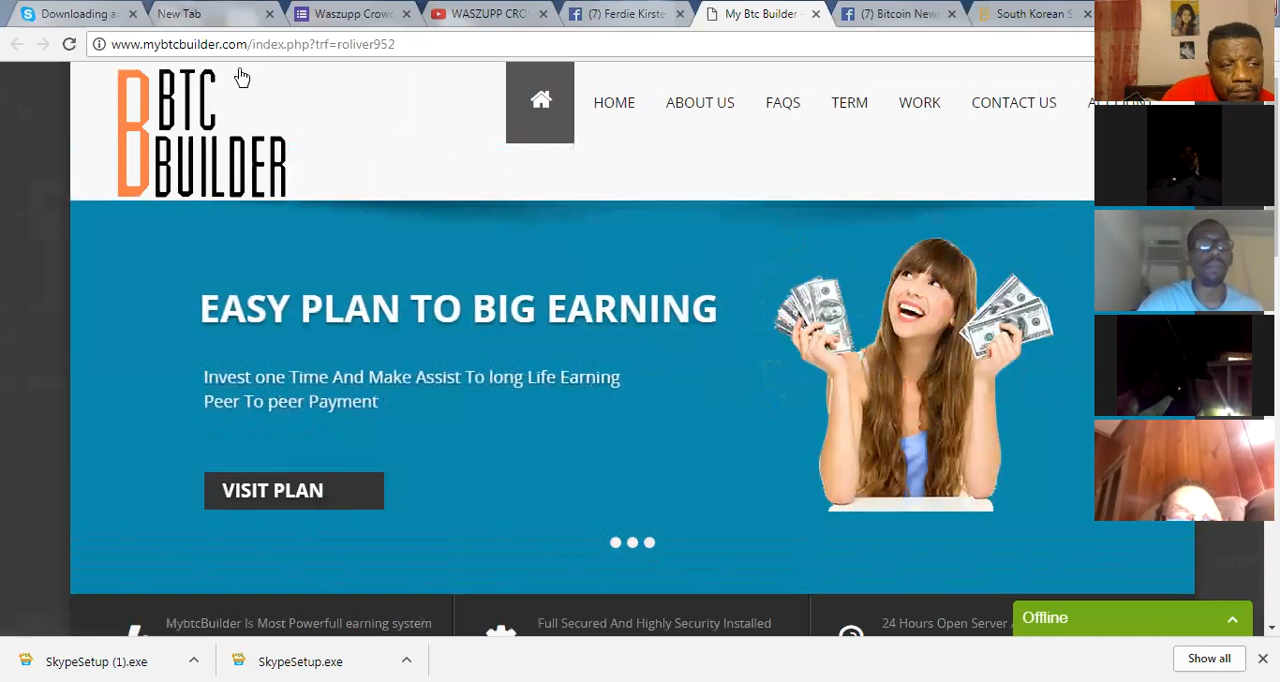 Downloading a
New Tab
Waszupp Crow
WASZUPP CRO
(7) Ferdie Kirste
My Btc Builder -
(7) Bitcoin News
South Korean S
www.mybtcbuilder.com/index.php?trf=roliver952
BTC
BUILDER
HOME
ABOUT US
FAQS
TERM
WORK
CONTACT US
EASY PLAN TO BIG EARNING
Invest one Time And Make Assist To long Life Earning
Peer To peer Payment
VISIT PLAN
MybtcBuilder Is Most Powerfull earning system
Full Secured And Highly Security Installed
24 Hours Open Server
Offline
SkypeSetup (1).exe
SkypeSetup.exe
Show all